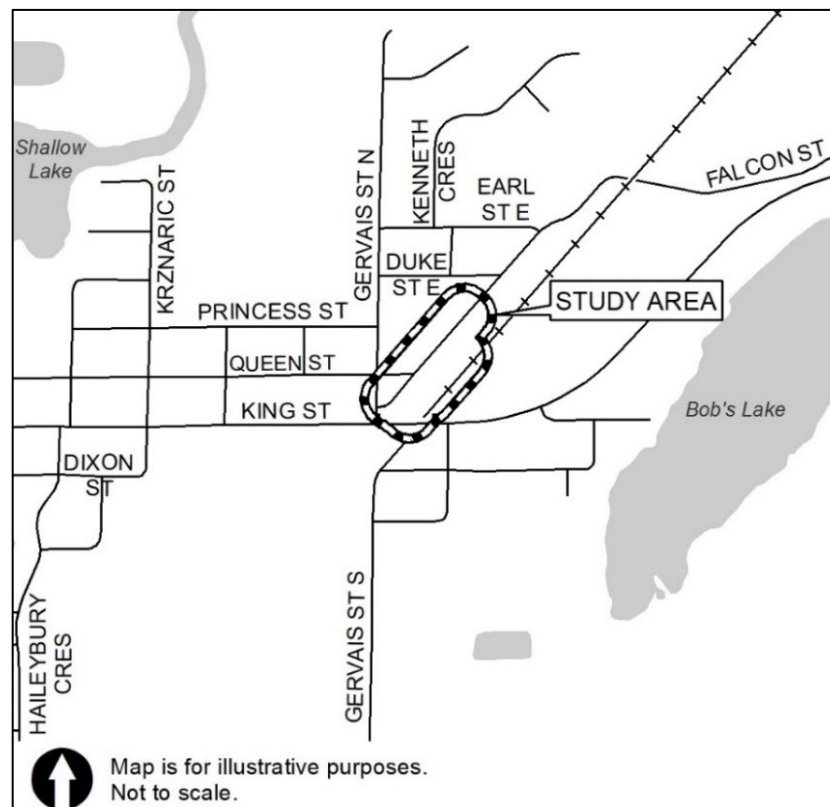 Shallow
Lake
KRZNARIC ST
GERVAIS ST N
KENNETH
CRES
EARL
ST E
FALCON ST
DUKE
ST E
STUDY AREA
PRINCESS ST
QUEEN ST
KING ST
Bob's Lake
DIXON
ST
HAILEYBURY
CRES
GERVAIS ST S
Map is for illustrative purposes.
Not to scale.